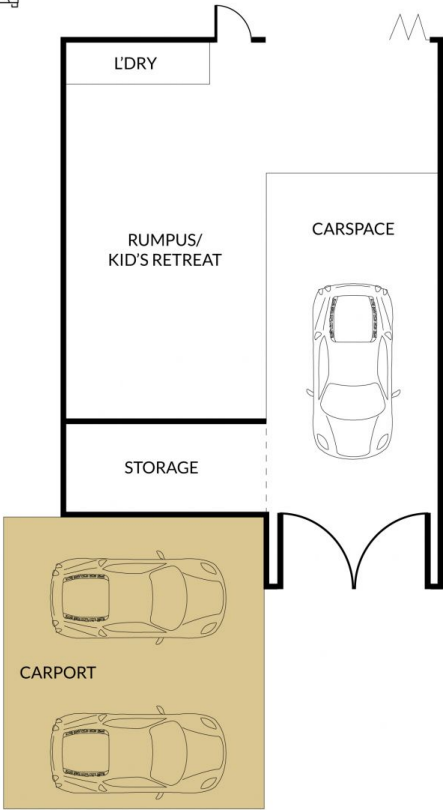 L'DRY
CARSPACE
RUMPUS/
KID'S RETREAT
STORAGE
CARPORT